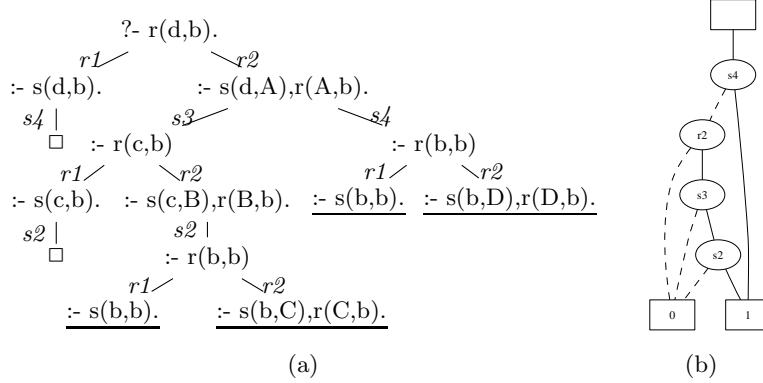 ?- r(d,b).
r1 r2
:- s(d,b). :- s(d,A),r(A,b).
s4 s3 s4
:- r(c,b) :- r(b,b)
r1 r2 r1 r2
:- s(c,b). :- s(c,B),r(B,b). :- s(b,b). :- s(b,D),r(D,b).
s2 s2
:- r(b,b)
r1 r2
:- s(b,b). :- s(b,C),r(C,b).
(a)
s4
r2
s3
s2
0 1
(b)